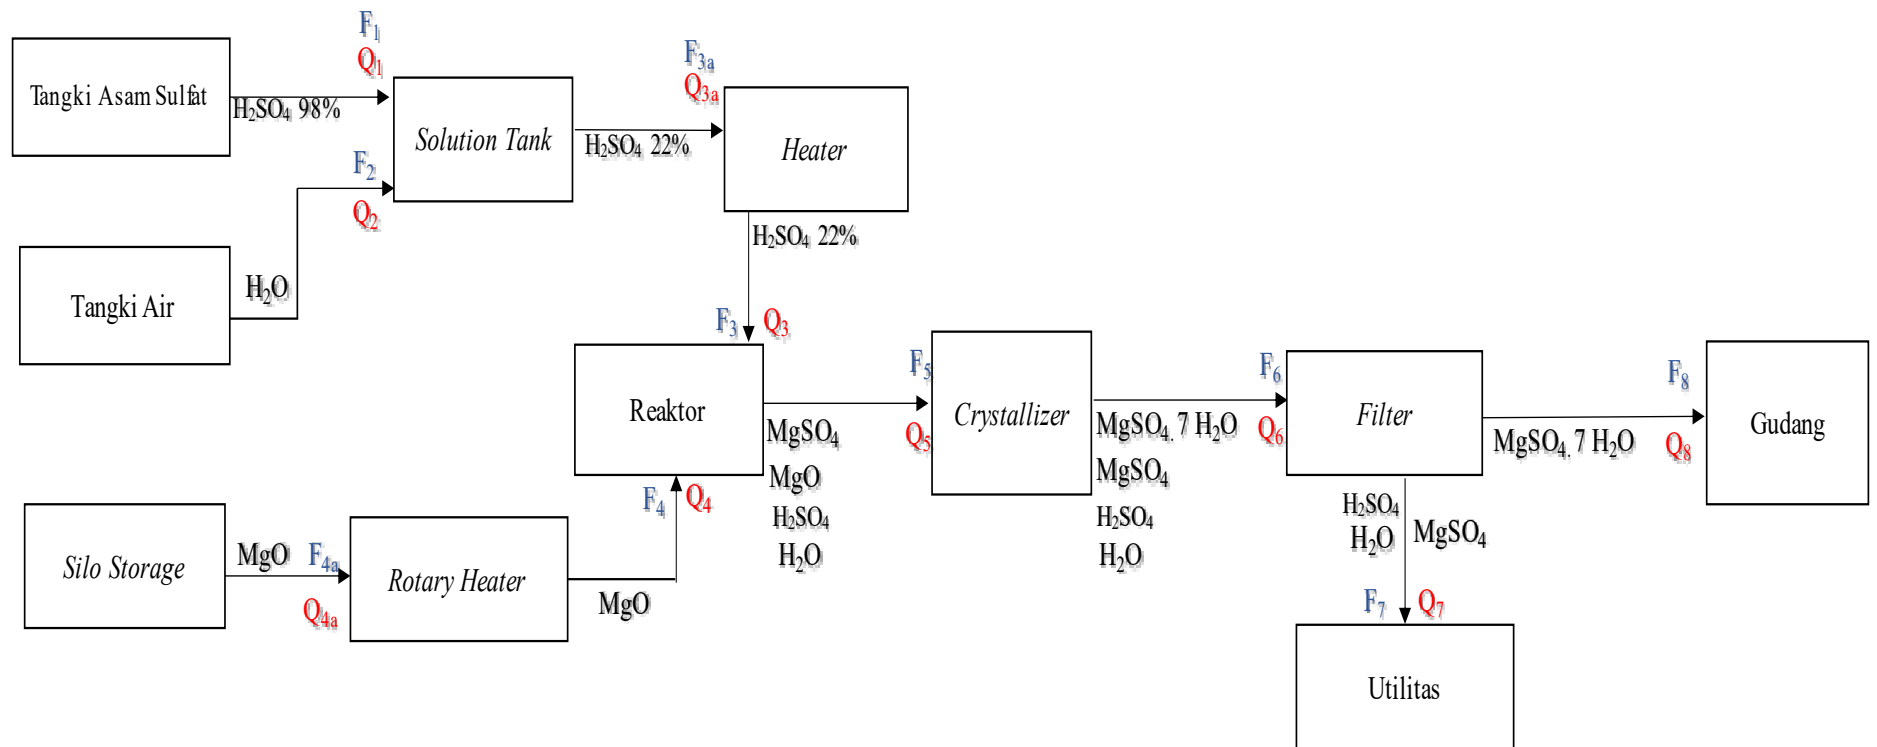 F₁
Q₁
Tangki Asam Sulfat
H₂SO₄ 98%
F₂
Q₂
Solution Tank
H₂SO₄ 22%
F₃ₐ
Q₃ₐ
Heater
H₂SO₄ 22%
Tangki Air
H₂O
F₃
Q₃
Reaktor
F₄
Q₄
MgSO₄
MgO
H₂SO₄
H₂O
F₅
Q₅
Crystallizer
MgSO₄. 7 H₂O
MgSO₄
H₂SO₄
H₂O
F₆
Q₆
Filter
MgSO₄. 7 H₂O
F₈
Q₈
Gudang
H₂SO₄
H₂O
MgSO₄
F₇
Q₇
Utilitas
Silo Storage
MgO
F₄ₐ
Q₄ₐ
Rotary Heater
MgO